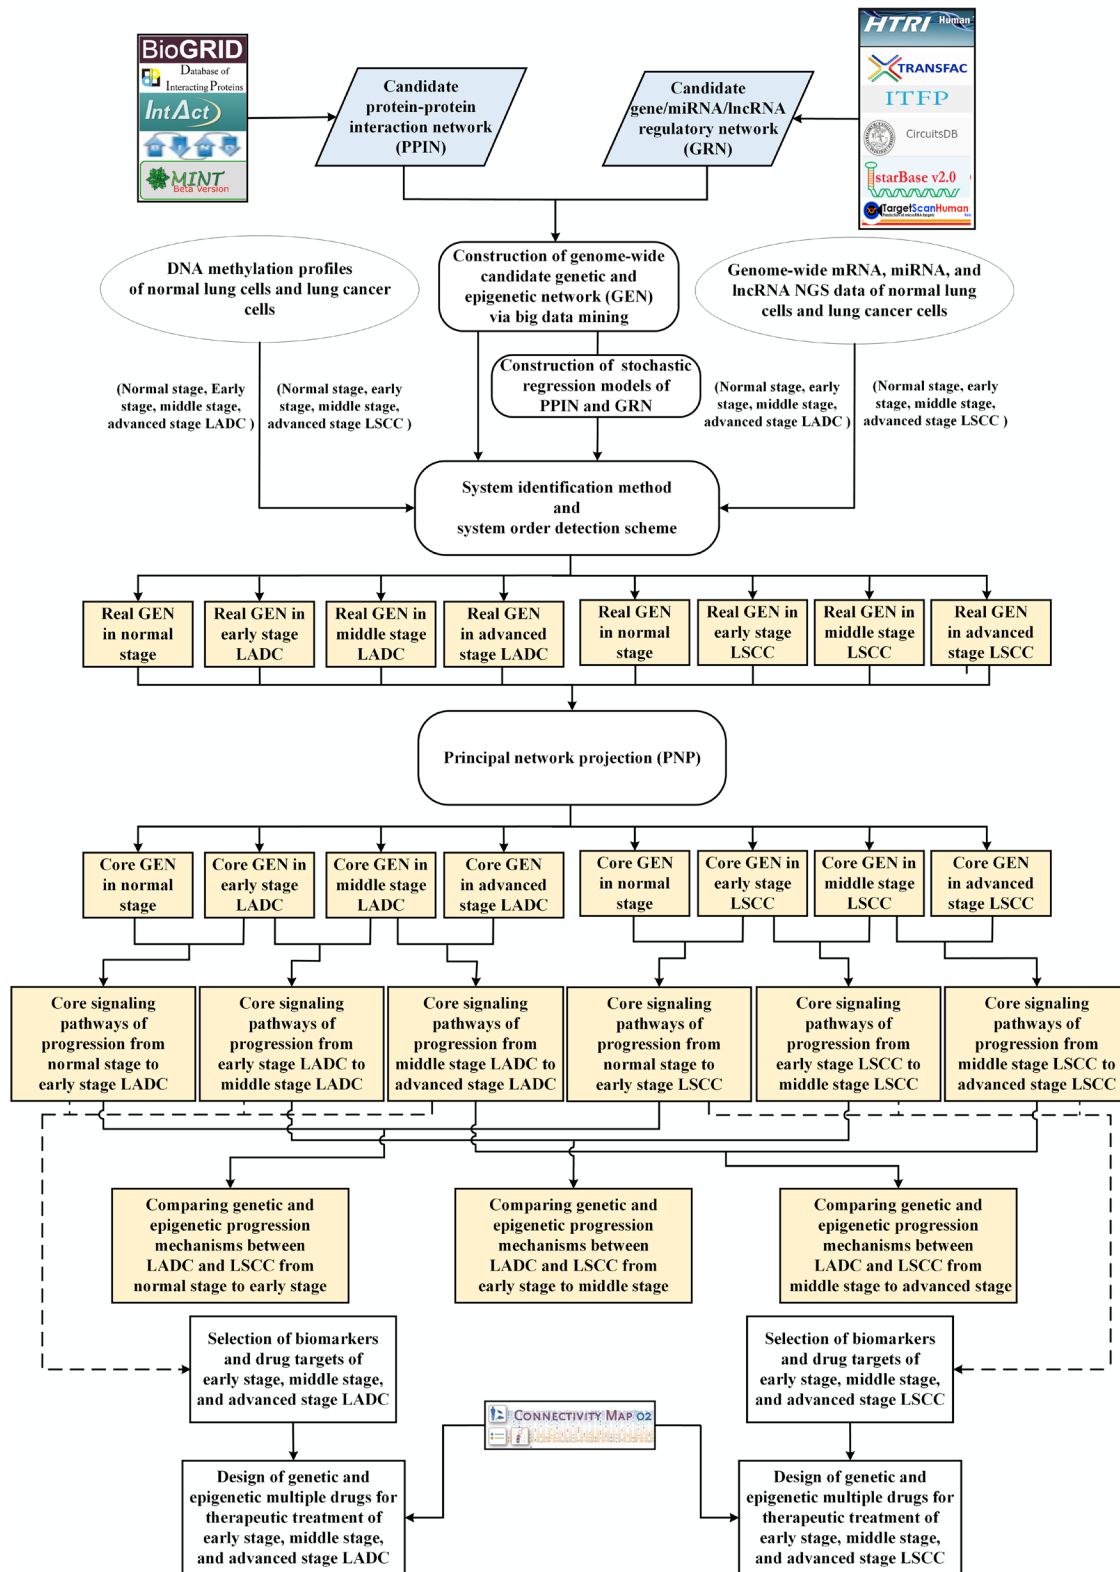 BioGRID
Database of
Interacting Proteins
IntAct
MINT
Beta Version
Candidate
protein-protein
interaction network
(PPIN)
Candidate
gene/miRNA/lncRNA
regulatory network
(GRN)
HTRI Human
TRANSFAC
ITFP
CircuitsDB
starBase v2.0
TargetScanHuman
Prediction of microRNA targets
DNA methylation profiles
of normal lung cells and lung cancer
cells
Construction of genome-wide
candidate genetic and
epigenetic network (GEN)
via big data mining
Genome-wide mRNA, miRNA, and
lncRNA NGS data of normal lung
cells and lung cancer cells
Construction of stochastic
regression models of
PPIN and GRN
(Normal stage, Early
stage, middle stage,
advanced stage LADC )
(Normal stage, early
stage, middle stage,
advanced stage LSCC )
(Normal stage, early
stage, middle stage,
advanced stage LADC )
(Normal stage, early
stage, middle stage,
advanced stage LSCC )
System identification method
and
system order detection scheme
Real GEN
in normal
stage
Real GEN in
early stage
LADC
Real GEN in
middle stage
LADC
Real GEN
in advanced
stage LADC
Real GEN
in normal
stage
Real GEN in
early stage
LSCC
Real GEN in
middle stage
LSCC
Real GEN
in advanced
stage LSCC
Principal network projection (PNP)
Core GEN
in normal
stage
Core GEN in
early stage
LADC
Core GEN in
middle stage
LADC
Core GEN
in advanced
stage LADC
Core GEN
in normal
stage
Core GEN in
early stage
LSCC
Core GEN in
middle stage
LSCC
Core GEN
in advanced
stage LSCC
Core signaling
pathways of
progression from
normal stage to
early stage LADC
Core signaling
pathways of
progression from
early stage LADC to
middle stage LADC
Core signaling
pathways of
progression from
middle stage LADC to
advanced stage LADC
Core signaling
pathways of
progression from
normal stage to
early stage LSCC
Core signaling
pathways of
progression from
early stage LSCC to
middle stage LSCC
Core signaling
pathways of
progression from
middle stage LSCC to
advanced stage LSCC
Comparing genetic and
epigenetic progression
mechanisms between
LADC and LSCC from
normal stage to early stage
Comparing genetic and
epigenetic progression
mechanisms between
LADC and LSCC from
early stage to middle stage
Comparing genetic and
epigenetic progression
mechanisms between
LADC and LSCC from
middle stage to advanced stage
Selection of biomarkers
and drug targets of
early stage, middle stage,
and advanced stage LADC
Selection of biomarkers
and drug targets of
early stage, middle stage,
and advanced stage LSCC
Connectivity Map 02
Design of genetic and
epigenetic multiple drugs for
therapeutic treatment of
early stage, middle stage,
and advanced stage LADC
Design of genetic and
epigenetic multiple drugs for
therapeutic treatment of
early stage, middle stage,
and advanced stage LSCC